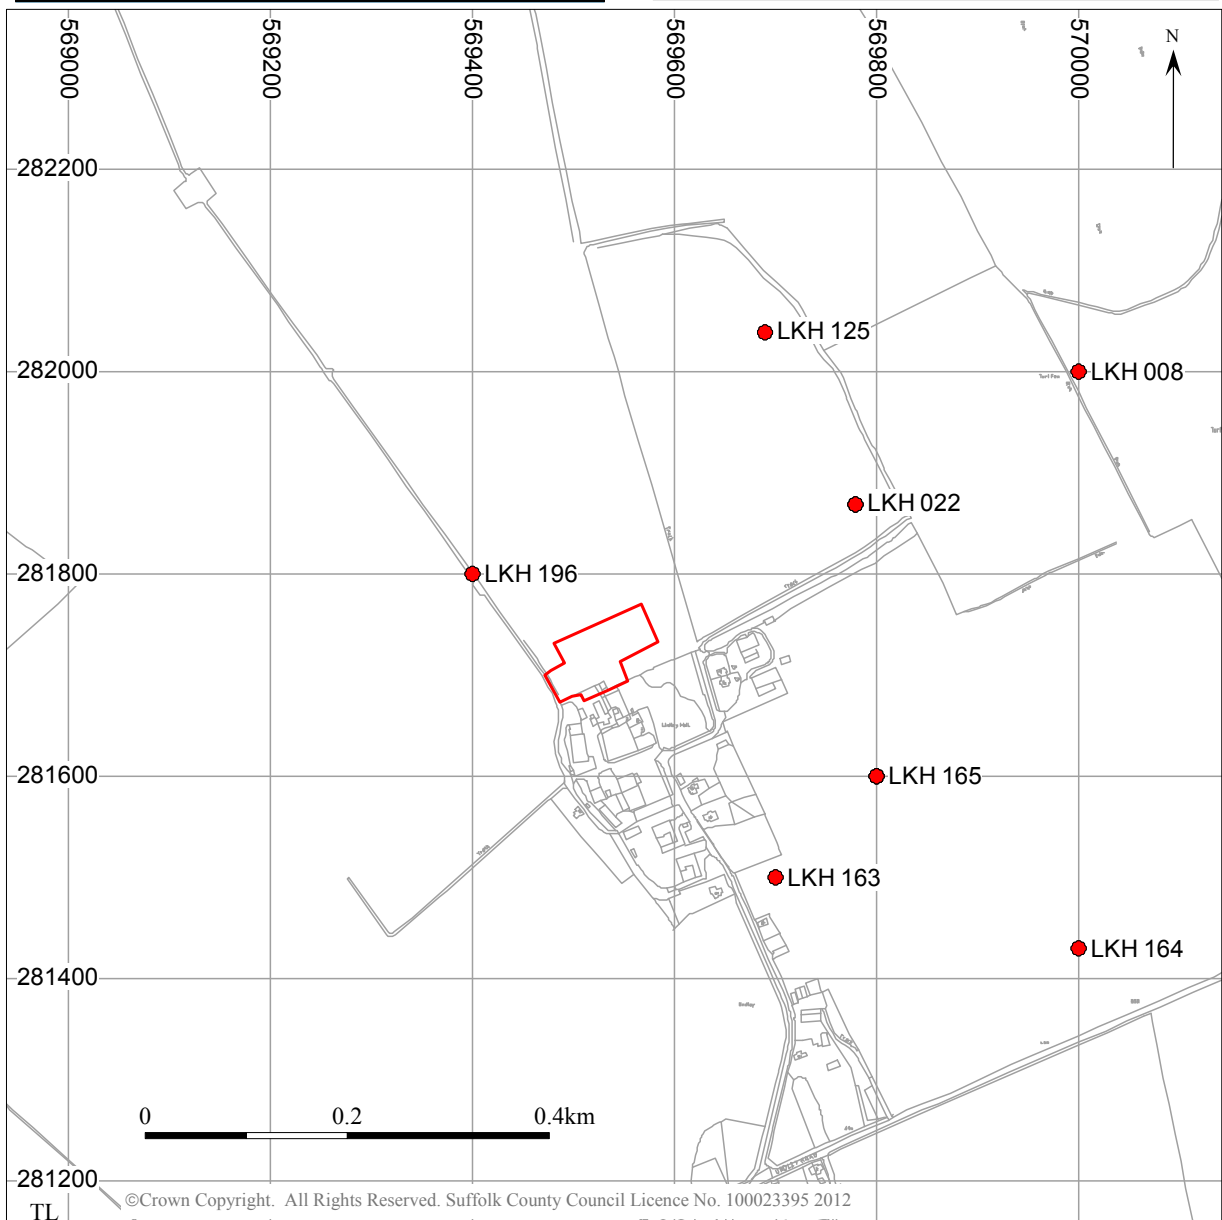 569000
569200
569400
569600
569800
570000
N
282200
LKH 125
282000
LKH 008
LKH 022
281800
LKH 196
Track
281600
LKH 165
LKH 163
LKH 164
281400
0 0.2 0.4km
281200
TL
©Crown Copyright. All Rights Reserved. Suffolk County Council Licence No. 100023395 2012